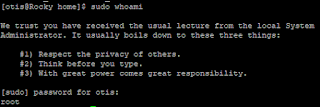 [otis@Rocky home]$ sudo whoami
We trust you have received the usual lecture from the local System
Administrator. It usually boils down to these three things:
#1) Respect the privacy of others.
#2) Think before you type.
#3) With great power comes great responsibility.
[sudo] password for otis:
root